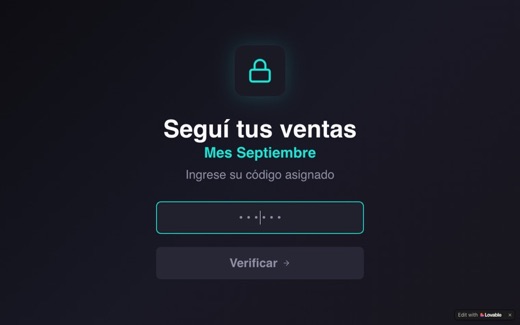 Seguí tus ventas
Mes Septiembre
Ingrese su código asignado
••••••
Verificar →
Edit with Lovable ×